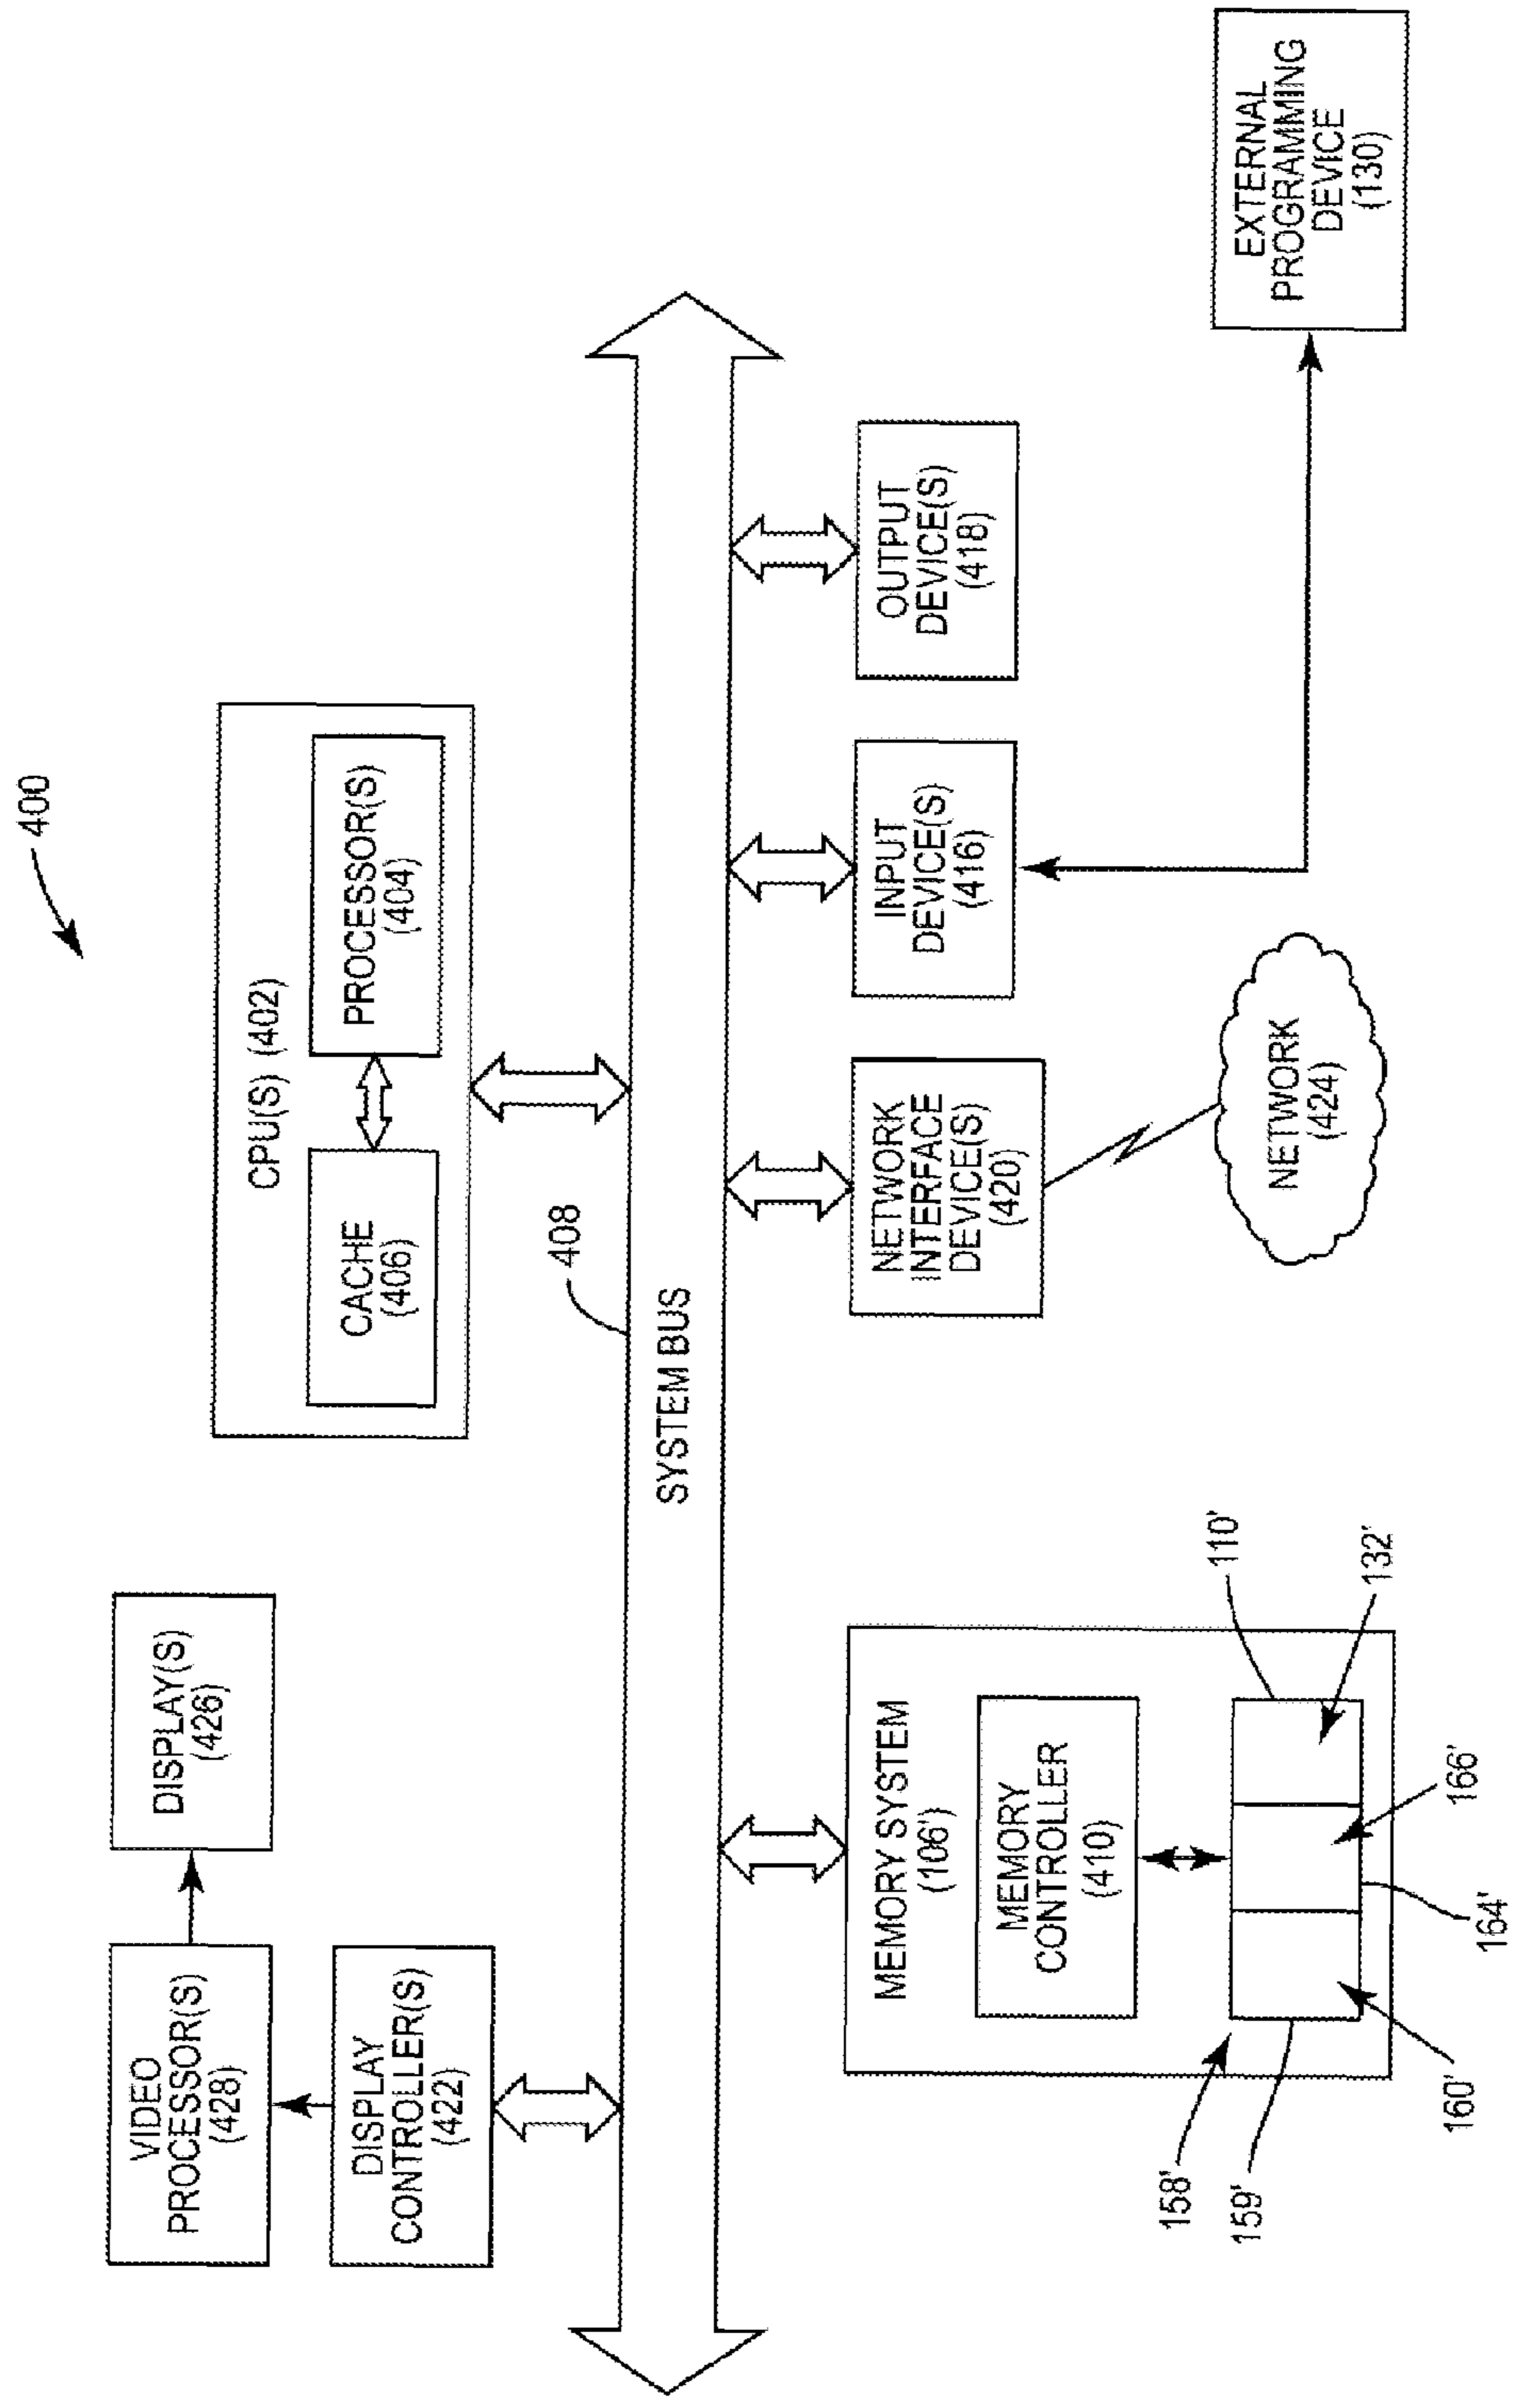 400
CPU(S) (402)
CACHE
(406)
PROCESSOR(S)
(404)
VIDEO
PROCESSOR(S)
(428)
DISPLAY(S)
(426)
DISPLAY
CONTROLLER(S)
(422)
408
SYSTEM BUS
MEMORY SYSTEM
(106')
MEMORY
CONTROLLER
(410)
158'
159'
160'
164'
166'
132'
110'
NETWORK
INTERFACE
DEVICE(S)
(420)
INPUT
DEVICE(S)
(416)
OUTPUT
DEVICE(S)
(418)
NETWORK
(424)
EXTERNAL
PROGRAMMING
DEVICE
(130)